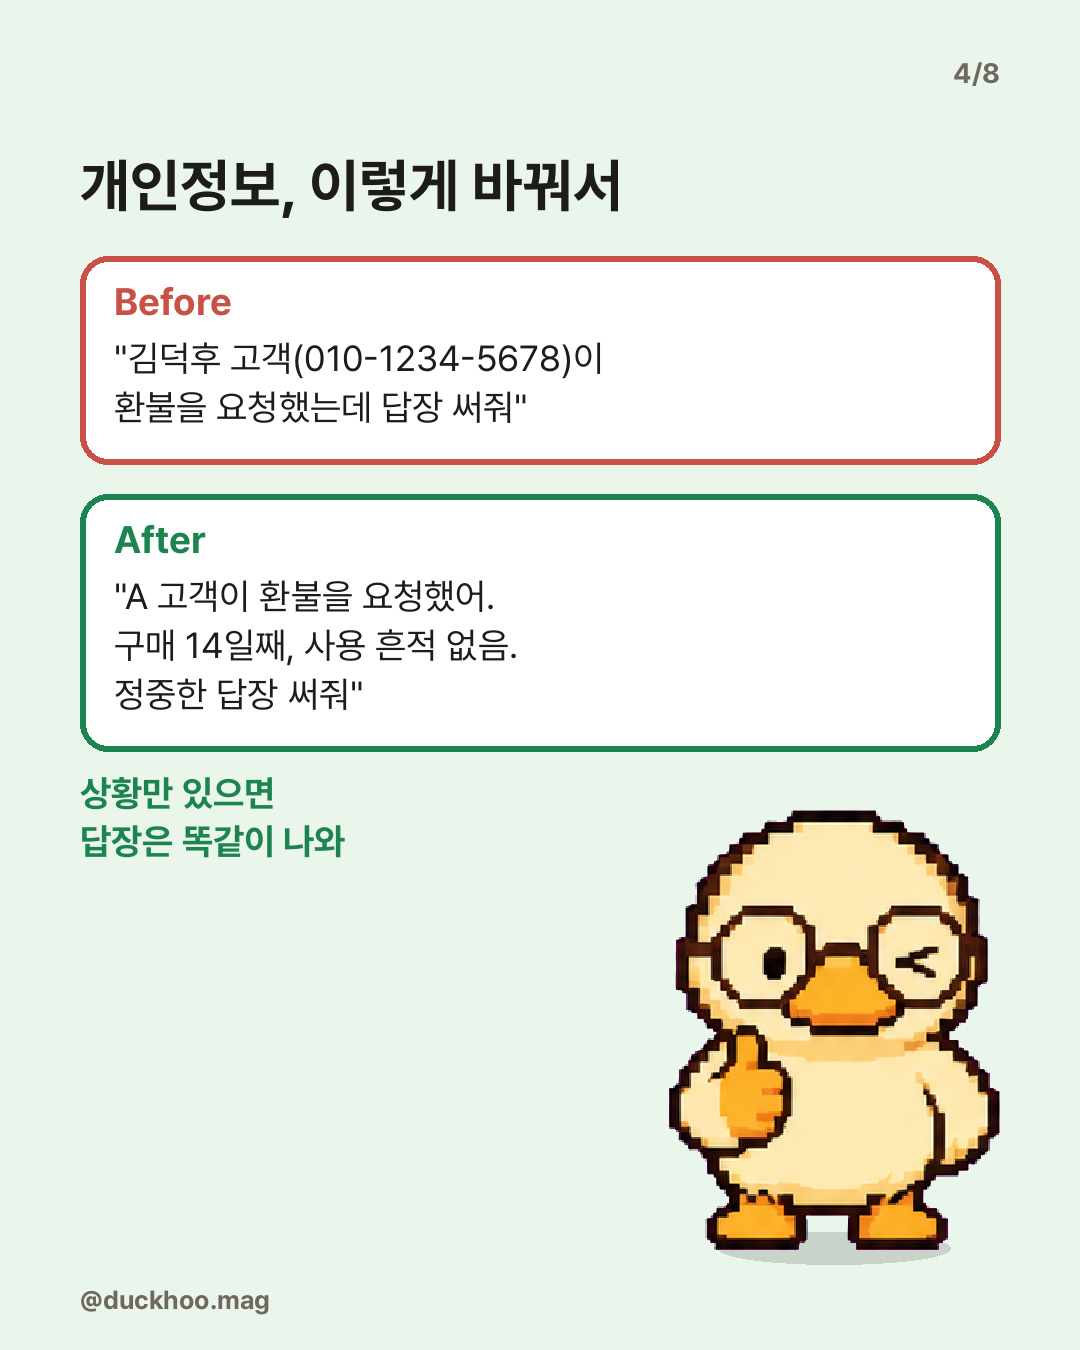 4/8
개인정보, 이렇게 바꿔서
Before
"김덕후 고객(010-1234-5678)이
환불을 요청했는데 답장 써줘"
After
"A 고객이 환불을 요청했어.
구매 14일째, 사용 흔적 없음.
정중한 답장 써줘"
상황만 있으면
답장은 똑같이 나와
@duckhoo.mag